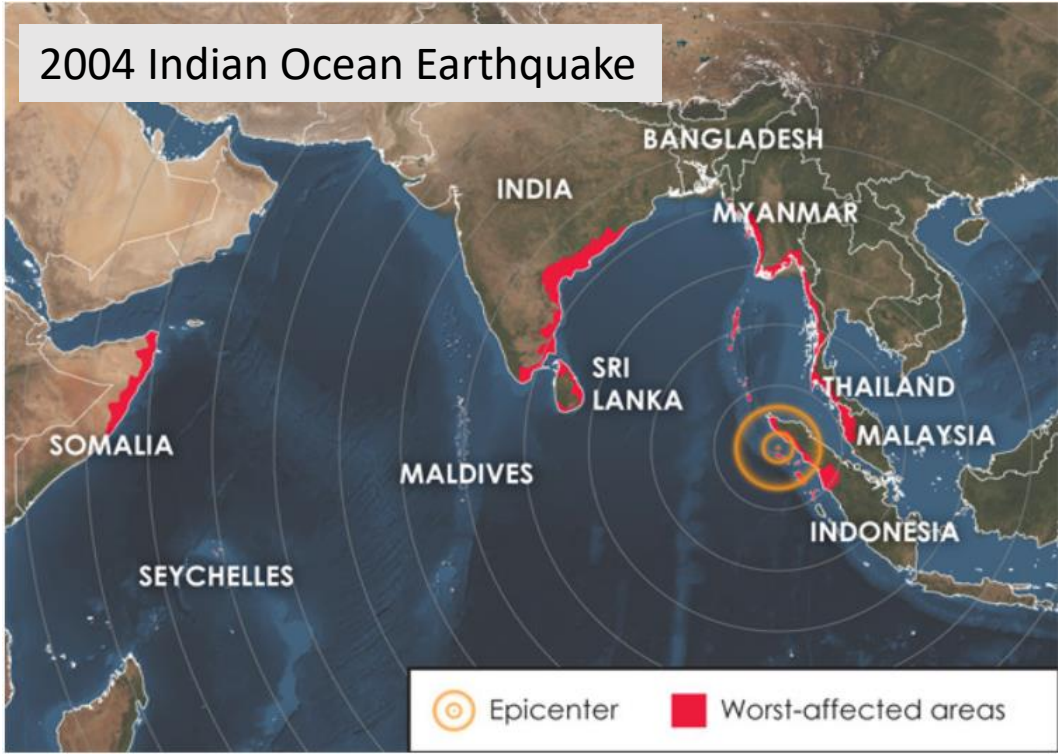 2004 Indian Ocean Earthquake
BANGLADESH
INDIA
MYANMAR
SRI
LANKA
THAILAND
SOMALIA
MALAYSIA
MALDIVES
INDONESIA
SEYCHELLES
Epicenter
Worst-affected areas